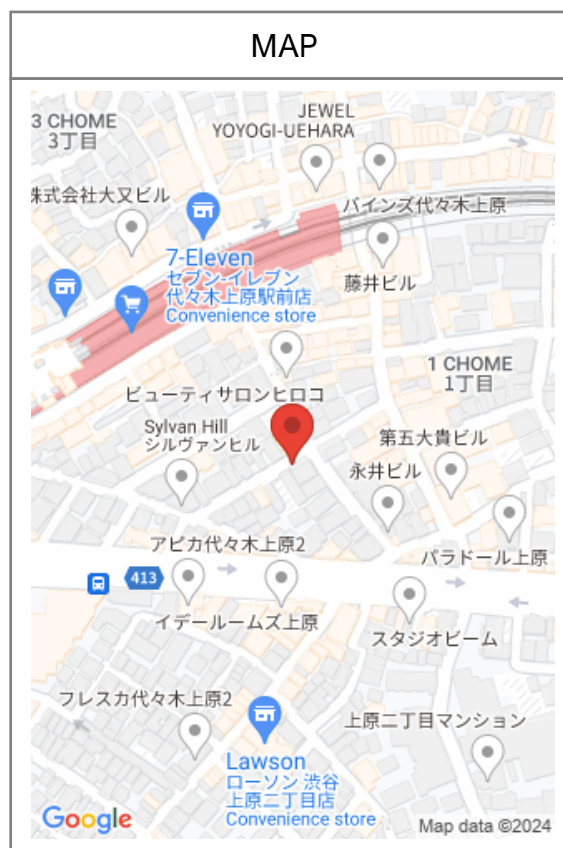 MAP
3 CHOME
3丁目
JEWEL
YOYOGI-UEHARA
株式会社大又ビル
パインズ代々木上原
7-Eleven
セブン-イレブン
代々木上原駅前店
Convenience store
藤井ビル
1 CHOME
1丁目
ビューティサロンヒロコ
Sylvan Hill
シルヴァンヒル
第五大貴ビル
永井ビル
アピカ代々木上原2
パラドール上原
413
イデールームズ上原
スタジオビーム
フレスカ代々木上原2
上原二丁目マンション
Lawson
ローソン 渋谷
上原二丁目店
Convenience store
Google
Map data ©2024